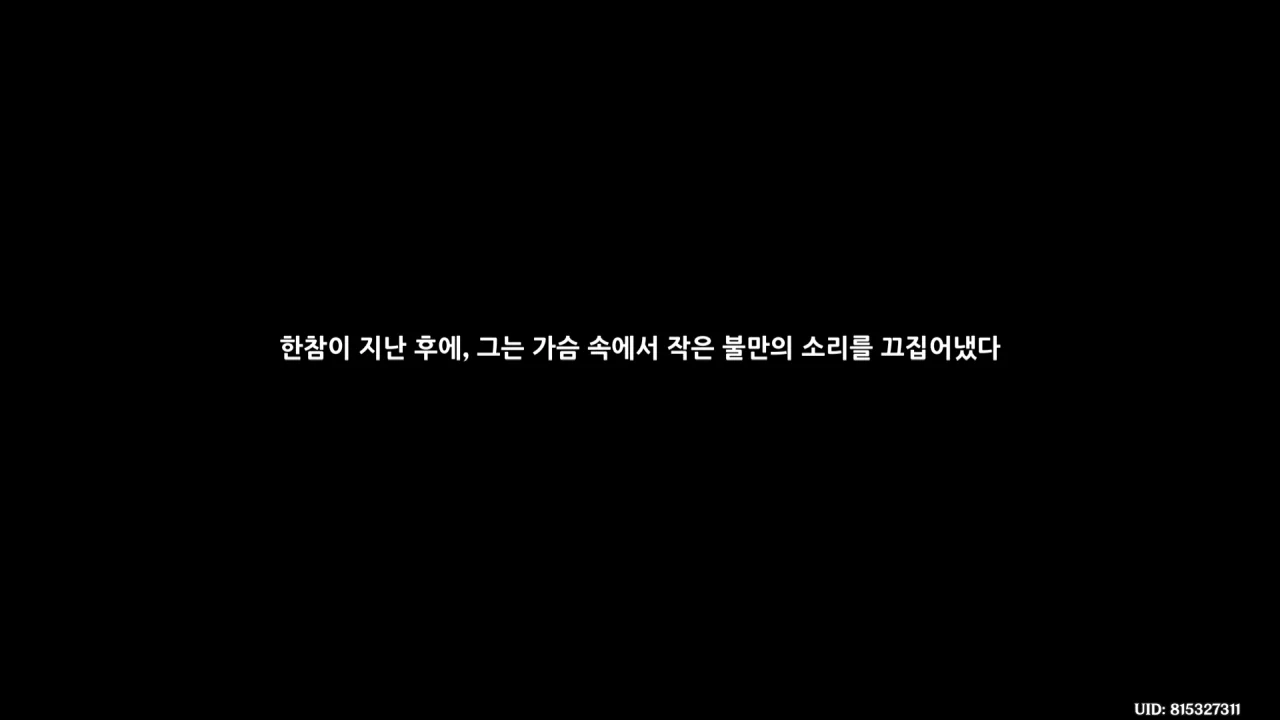 한참이 지난 후에, 그는 가슴 속에서 작은 불만의 소리를 끄집어냈다
UID: 815327311